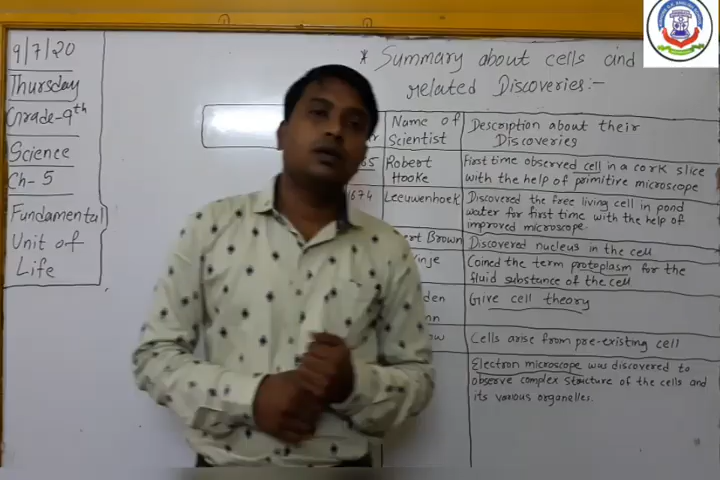 9/7/20
Thursday
Grade-9th
Science
Ch-5
Fundamental
Unit of
Life
* Summary about cells and
related Discoveries:-
Name of
Scientist
Description about their
Discoveries
Robert
Hooke
First time observed cell in a cork slice
with the help of primitive microscope
1674
Leeuwenhoek
Discovered the free living cell in pond
water for first time with the help of
improved microscope.
Brown
Discovered nucleus in the cell
Coined the term protoplasm for the
fluid substance of the cell
Give cell theory
Cells arise from pre-existing cell
Electron microscope was discovered to
observe complex structure of the cells and
its various organelles.